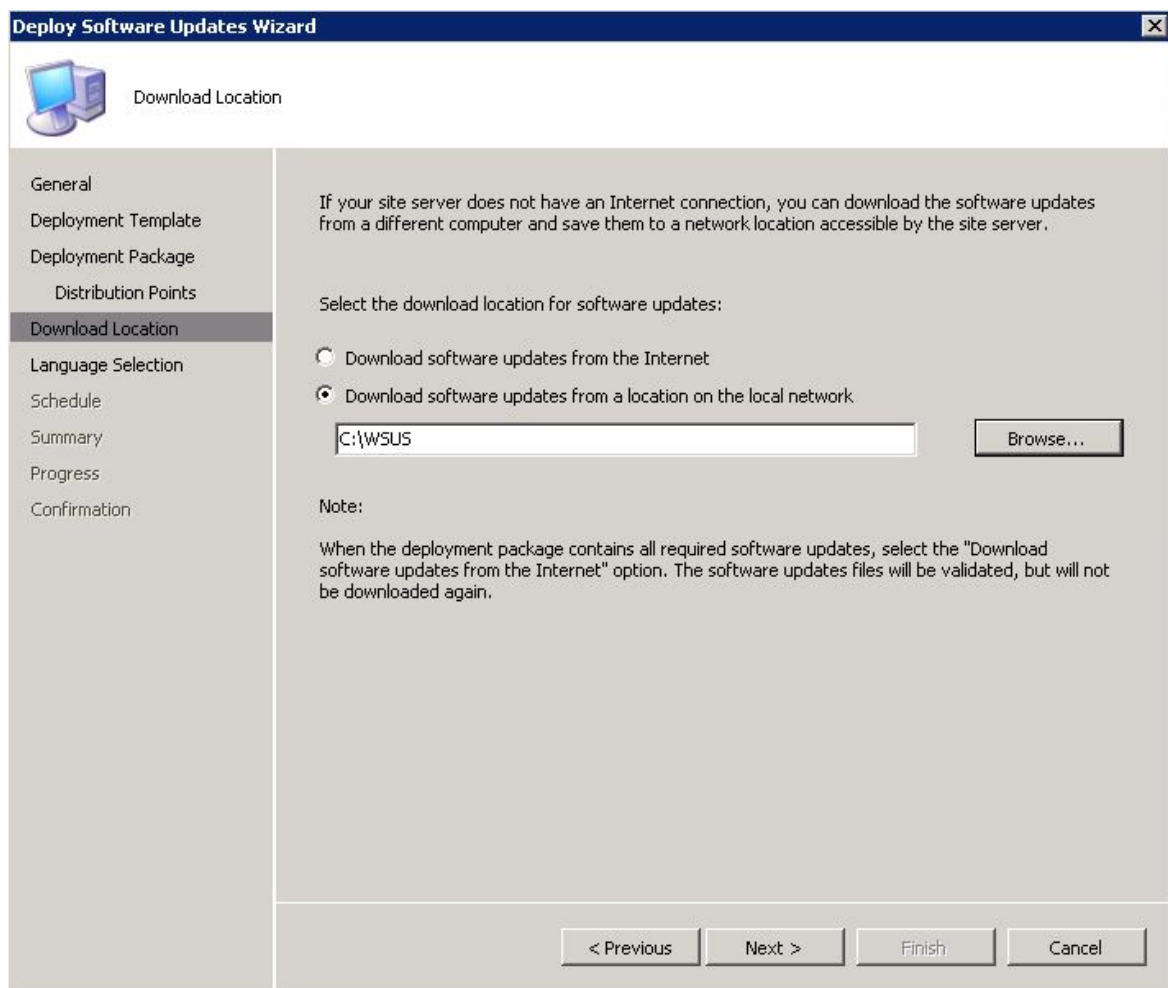 Deploy Software Updates Wizard
Download Location
General
Deployment Template
Deployment Package
Distribution Points
Download Location
Language Selection
Schedule
Summary
Progress
Confirmation
If your site server does not have an Internet connection, you can download the software updates
from a different computer and save them to a network location accessible by the site server.
Select the download location for software updates:
Download software updates from the Internet
Download software updates from a location on the local network
C:\WSUS
Browse...
Note:
When the deployment package contains all required software updates, select the "Download
software updates from the Internet" option. The software updates files will be validated, but will not
be downloaded again.
< Previous
Next >
Finish
Cancel